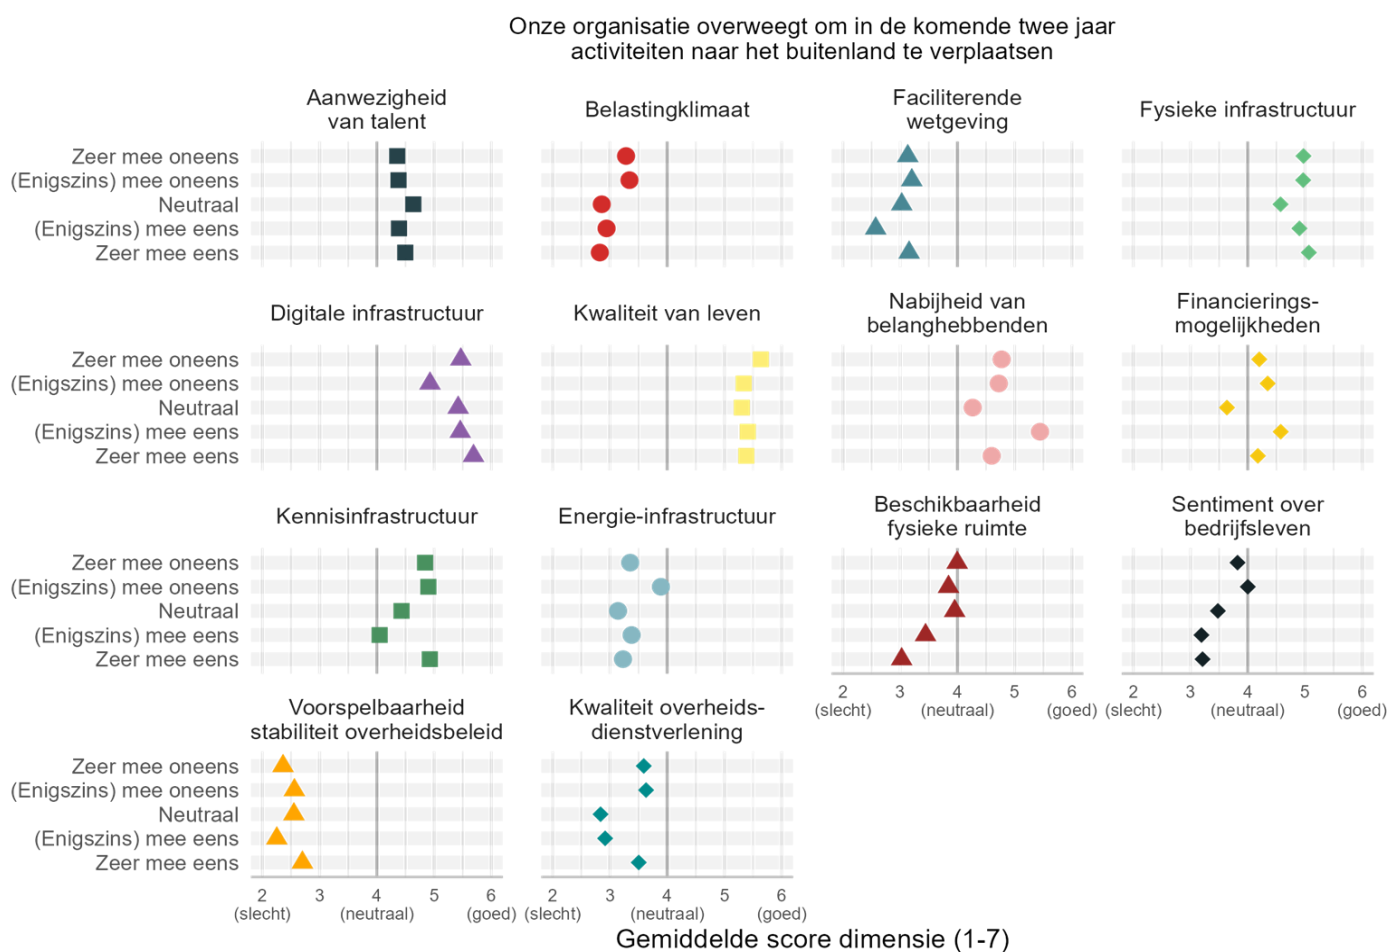 Onze organisatie overweegt om in de komende twee jaar
activiteiten naar het buitenland te verplaatsen
Aanwezigheid
van talent
Belastingklimaat
Faciliterende
wetgeving
Fysieke infrastructuur
Zeer mee oneens
(Enigszins) mee oneens
Neutraal
(Enigszins) mee eens
Zeer mee eens
Digitale infrastructuur
Kwaliteit van leven
Nabijheid van
belanghebbenden
Financierings-
mogelijkheden
Zeer mee oneens
(Enigszins) mee oneens
Neutraal
(Enigszins) mee eens
Zeer mee eens
Kennisinfrastructuur
Energie-infrastructuur
Beschikbaarheid
fysieke ruimte
Sentiment over
bedrijfsleven
Zeer mee oneens
(Enigszins) mee oneens
Neutraal
(Enigszins) mee eens
Zeer mee eens
2 3 4 5 6 2 3 4 5 6
(slecht) (neutraal) (goed) (slecht) (neutraal) (goed)
Voorspelbaarheid
stabiliteit overheidsbeleid
Kwaliteit overheids-
dienstverlening
Zeer mee oneens
(Enigszins) mee oneens
Neutraal
(Enigszins) mee eens
Zeer mee eens
2 3 4 5 6 2 3 4 5 6
(slecht) (neutraal) (goed) (slecht) (neutraal) (goed)
Gemiddelde score dimensie (1-7)